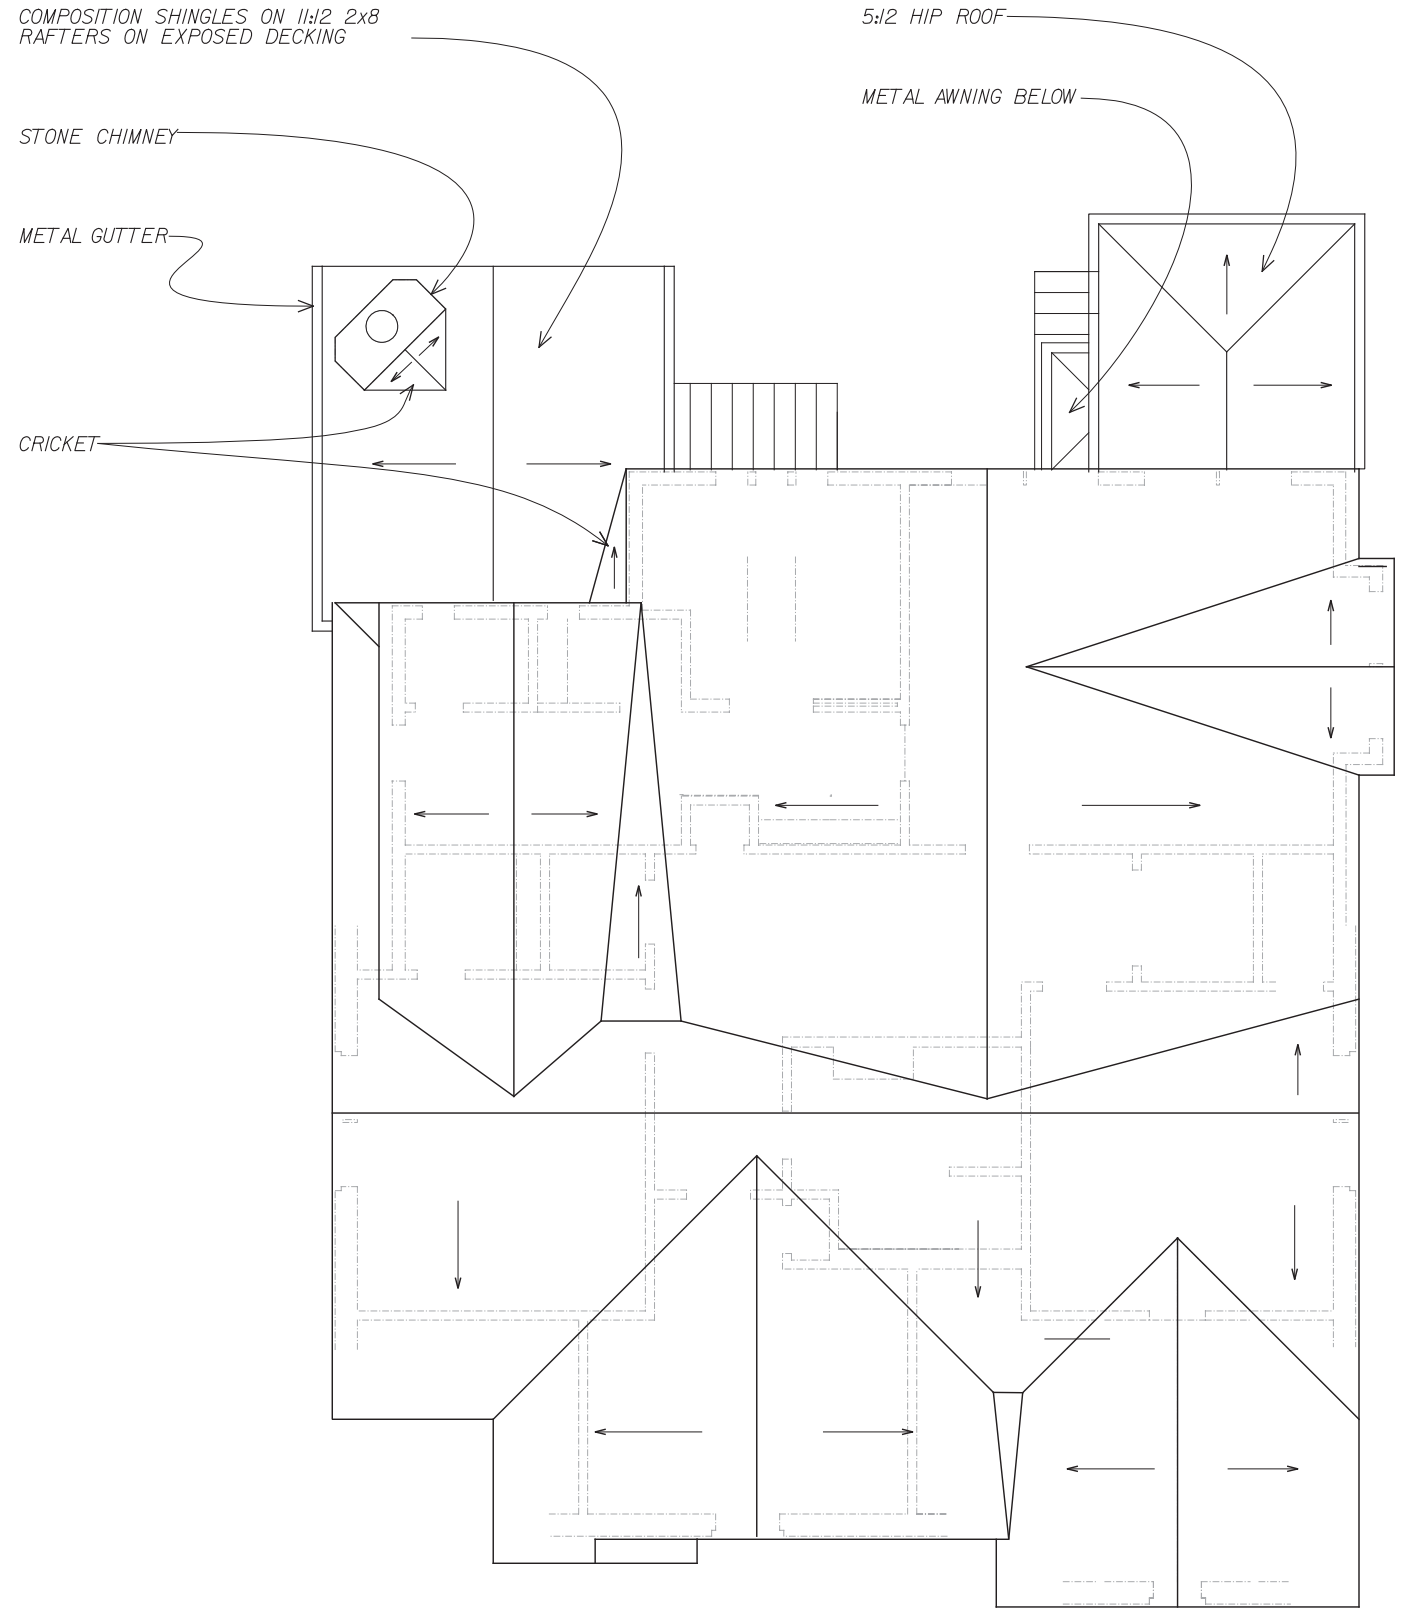 COMPOSITION SHINGLES ON 11:12 2x8
RAFTERS ON EXPOSED DECKING
5:12 HIP ROOF
METAL AWNING BELOW
STONE CHIMNEY
METAL GUTTER
CRICKET